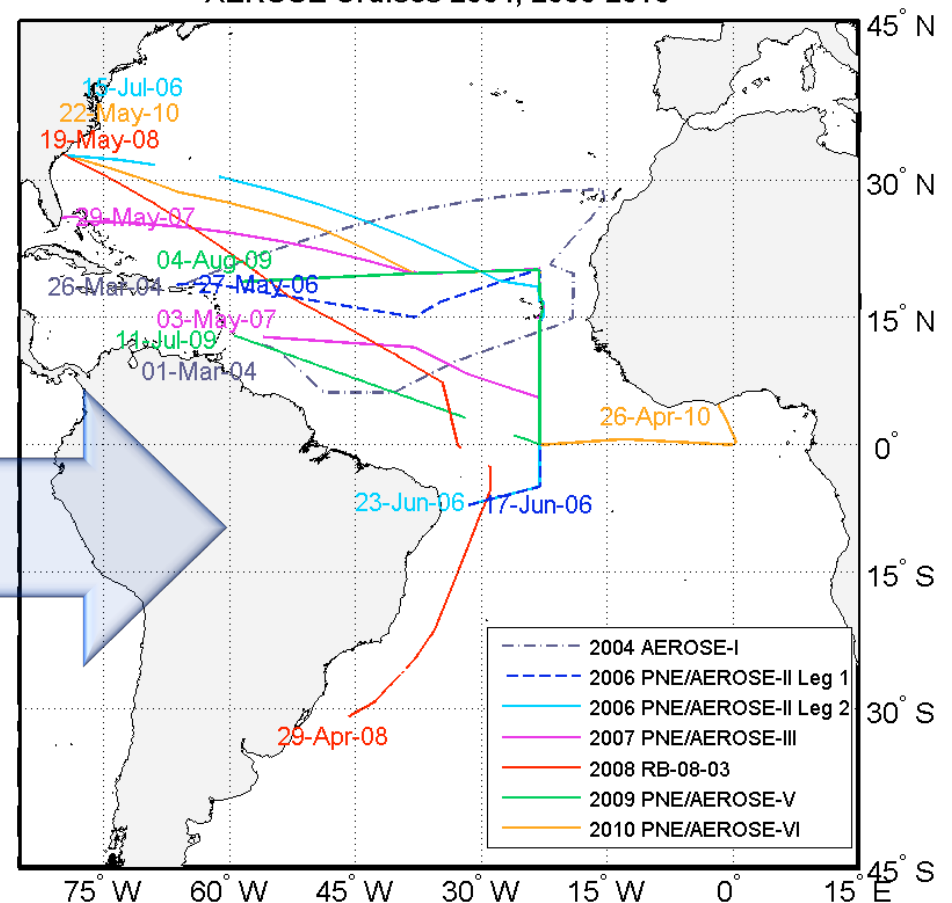 45° N
15-Jul-06
22-May-10
19-May-08
30° N
29-May-07
04-Aug-09
26-Mar-04
27-May-06
03-May-07
15° N
11-Jul-09
01-Mar-04
26-Apr-10
0°
23-Jun-06
17-Jun-06
15° S
2004 AEROSE-I
2006 PNE/AEROSE-II Leg 1
2006 PNE/AEROSE-II Leg 2
2007 PNE/AEROSE-III
2008 RB-08-03
2009 PNE/AEROSE-V
2010 PNE/AEROSE-VI
30° S
29-Apr-08
45° S
75° W
60° W
45° W
30° W
15° W
0°
15° E